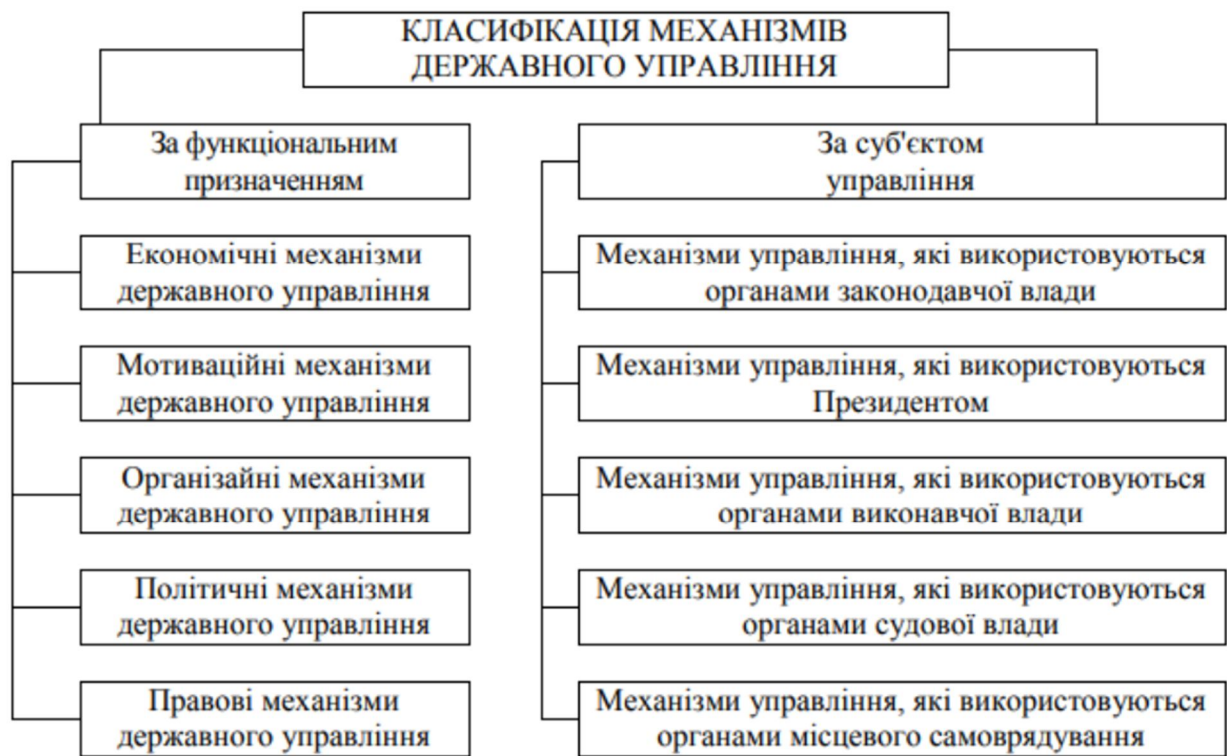 КЛАСИФІКАЦІЯ МЕХАНІЗМІВ
ДЕРЖАВНОГО УПРАВЛІННЯ
За функціональним
призначенням
Економічні механізми
державного управління
Мотиваційні механізми
державного управління
Організайні механізми
державного управління
Політичні механізми
державного управління
Правові механізми
державного управління
За суб'єктом
управління
Механізми управління, які використовуються
органами законодавчої влади
Механізми управління, які використовуються
Президентом
Механізми управління, які використовуються
органами виконавчої влади
Механізми управління, які використовуються
органами судової влади
Механізми управління, які використовуються
органами місцевого самоврядування